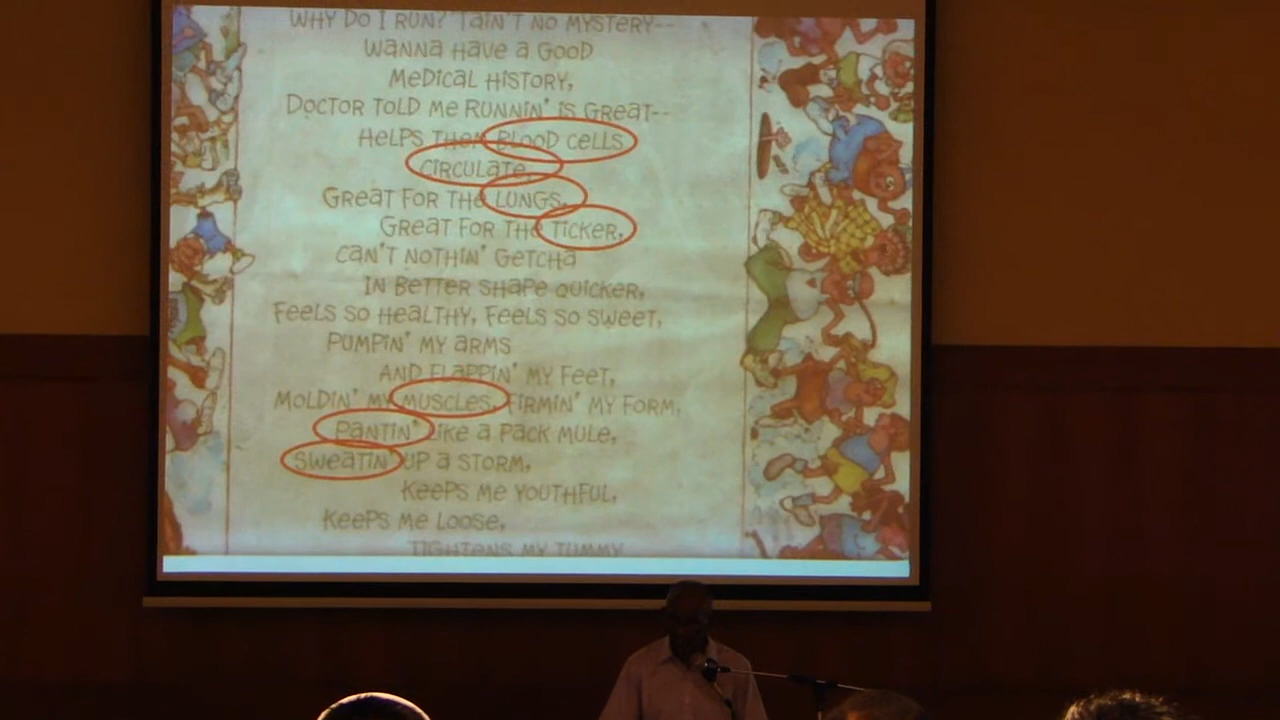 WHY DO I RUN? TAIN'T NO MYSTERY--
WANNA HAVE A GOOD
MEDICAL HISTORY,
DOCTOR TOLD ME RUNNIN' IS GREAT--
HELPS THEM BLOOD CELLS
CIRCULATE,
GREAT FOR THE LUNGS,
GREAT FOR THE TICKER,
CAN'T NOTHIN' GETCHA
IN BETTER SHAPE QUICKER,
FEELS SO HEALTHY, FEELS SO SWEET,
PUMPIN' MY ARMS
AND FLAPPIN' MY FEET,
MOLDIN' MY MUSCLES, FIRMIN' MY FORM,
PANTIN' LIKE A PACK MULE,
SWEATIN' UP A STORM,
KEEPS ME YOUTHFUL,
KEEPS ME LOOSE,
TIGHTENS MY TUMMY